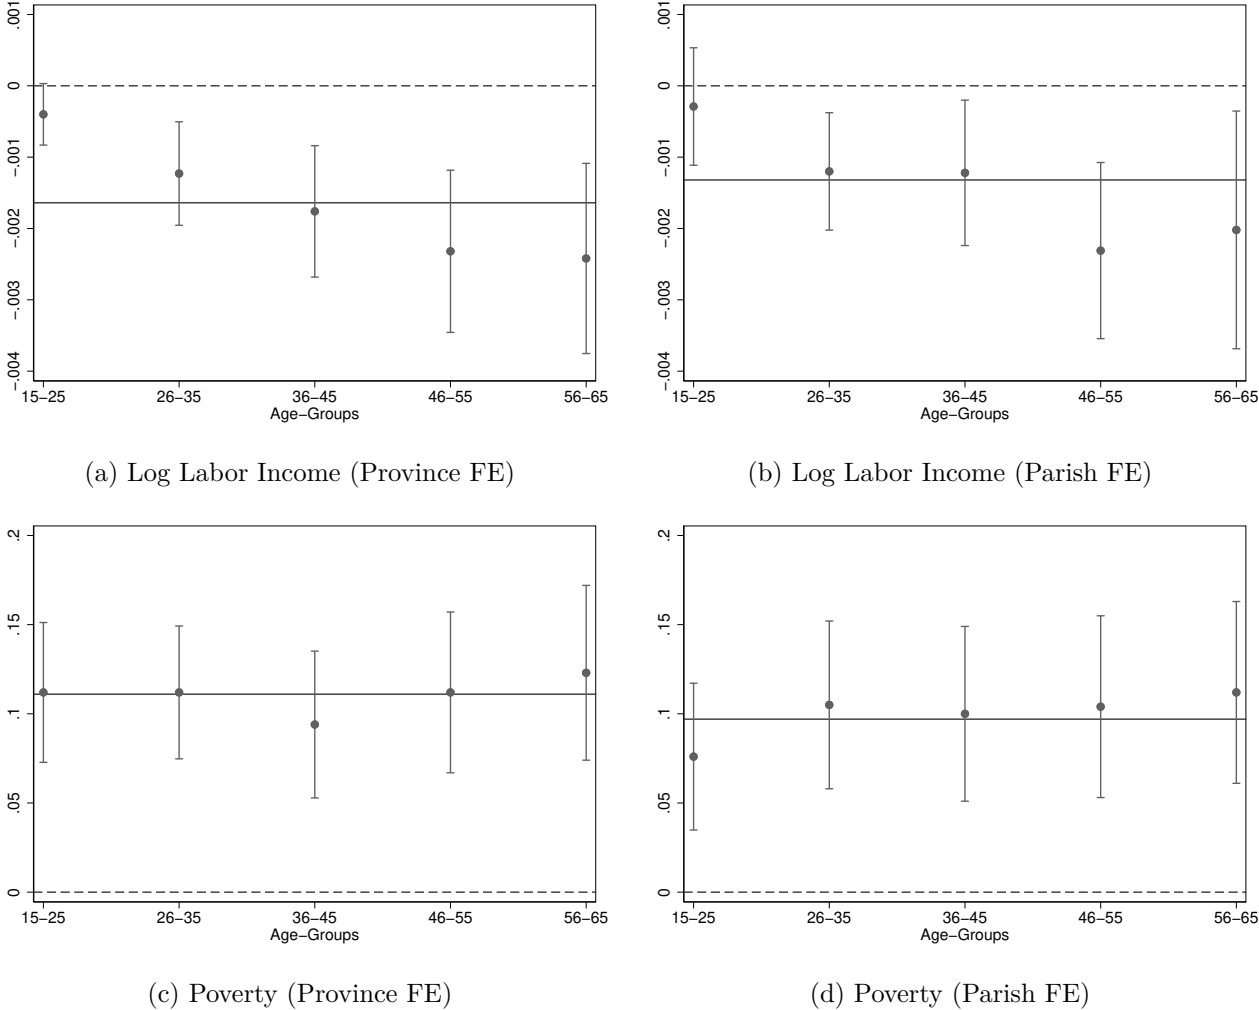 .001
0
−.001
−.002
−.003
−.004
15−25 26−35 36−45 46−55 56−65
Age−Groups
(a) Log Labor Income (Province FE)
.001
0
−.001
−.002
−.003
−.004
15−25 26−35 36−45 46−55 56−65
Age−Groups
(b) Log Labor Income (Parish FE)
.2
.15
.1
.05
0
15−25 26−35 36−45 46−55 56−65
Age−Groups
(c) Poverty (Province FE)
.2
.15
.1
.05
0
15−25 26−35 36−45 46−55 56−65
Age−Groups
(d) Poverty (Parish FE)